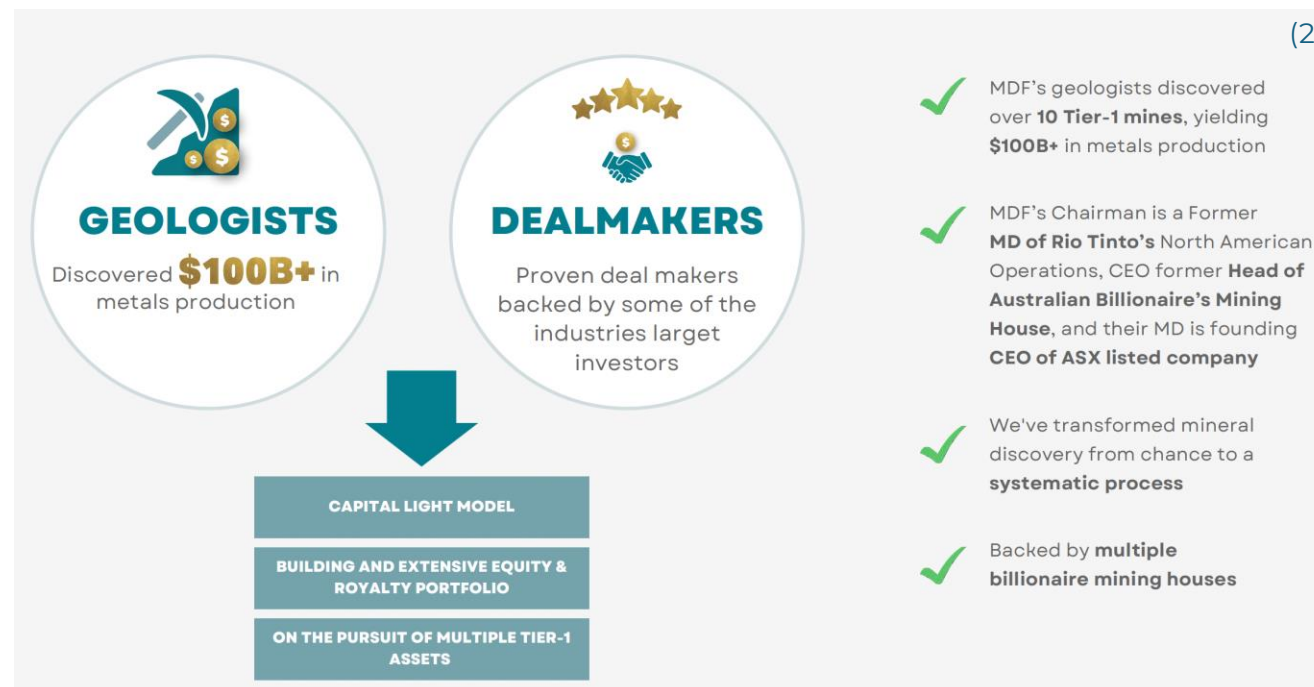 (2
GEOLOGISTS
Discovered $100B+ in
metals production
DEALMAKERS
Proven deal makers
backed by some of the
industries larget
investors
CAPITAL LIGHT MODEL
BUILDING AND EXTENSIVE EQUITY &
ROYALTY PORTFOLIO
ON THE PURSUIT OF MULTIPLE TIER-1
ASSETS
MDF's geologists discovered
over 10 Tier-1 mines, yielding
$100B+ in metals production
MDF's Chairman is a Former
MD of Rio Tinto's North American
Operations, CEO former Head of
Australian Billionaire's Mining
House, and their MD is founding
CEO of ASX listed company
We've transformed mineral
discovery from chance to a
systematic process
Backed by multiple
billionaire mining houses